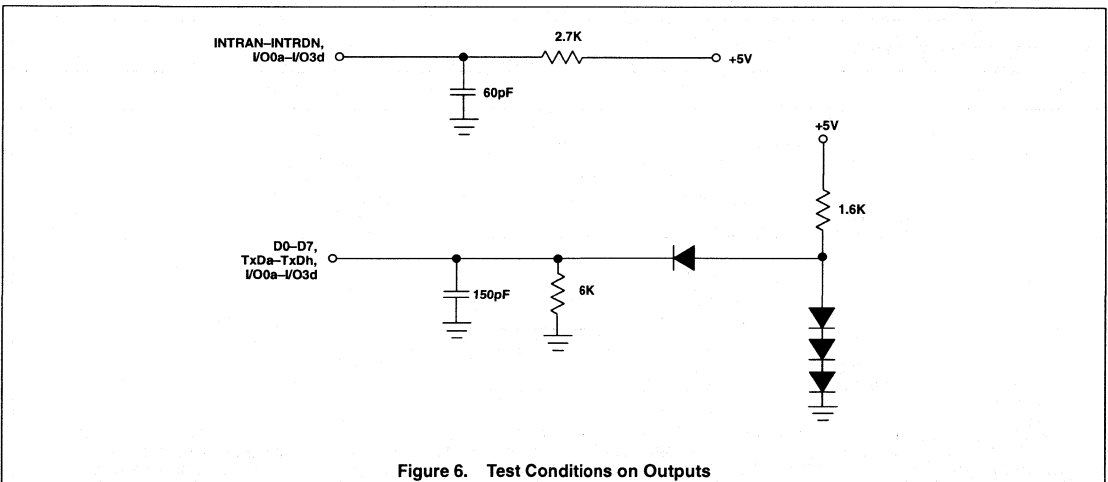 INTRAN–INTRDN,
I/O0a–I/O3d
2.7K
+5V
60pF
+5V
1.6K
D0–D7,
TxDa–TxDh,
I/O0a–I/O3d
150pF
6K
Figure 6. Test Conditions on Outputs